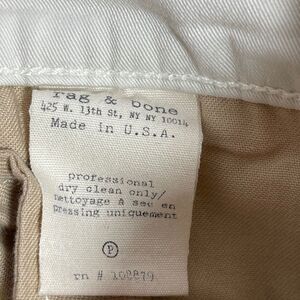 rag & bone
425 W. 13th St, NY NY 10014
Made in U.S.A.
professional
dry clean only/
nettoyage A sec en
pressing uniquement
P
rn # 108879